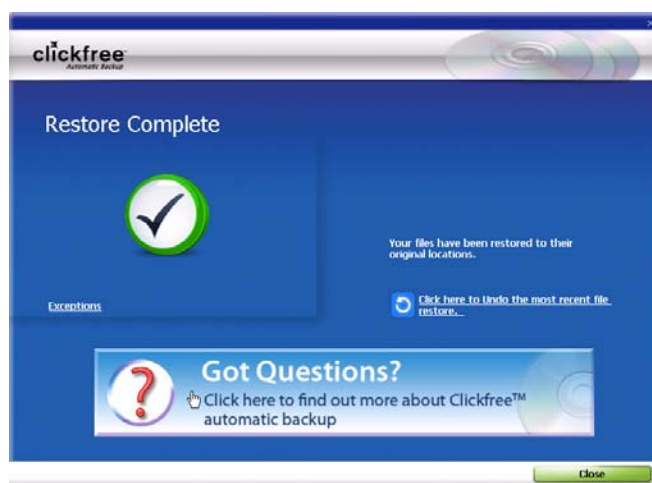 clickfree
Automatic Backup
Restore Complete
Your files have been restored to their
original locations.
Exceptions
Click here to Undo the most recent file
restore.
Got Questions?
Click here to find out more about Clickfree™
automatic backup
Close